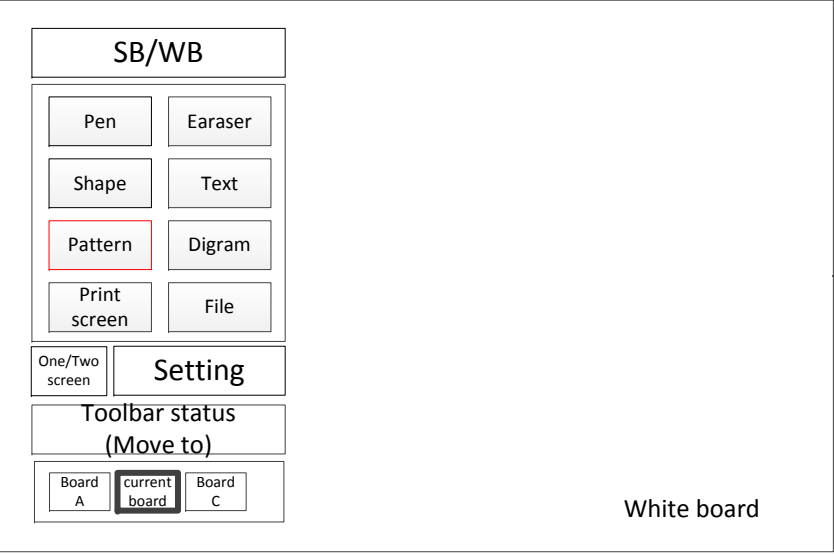 SB/WB
Pen
Earaser
Shape
Text
Pattern
Digram
Print
screen
File
One/Two
screen
Setting
Toolbar status
(Move to)
Board
A
current
board
Board
C
White board